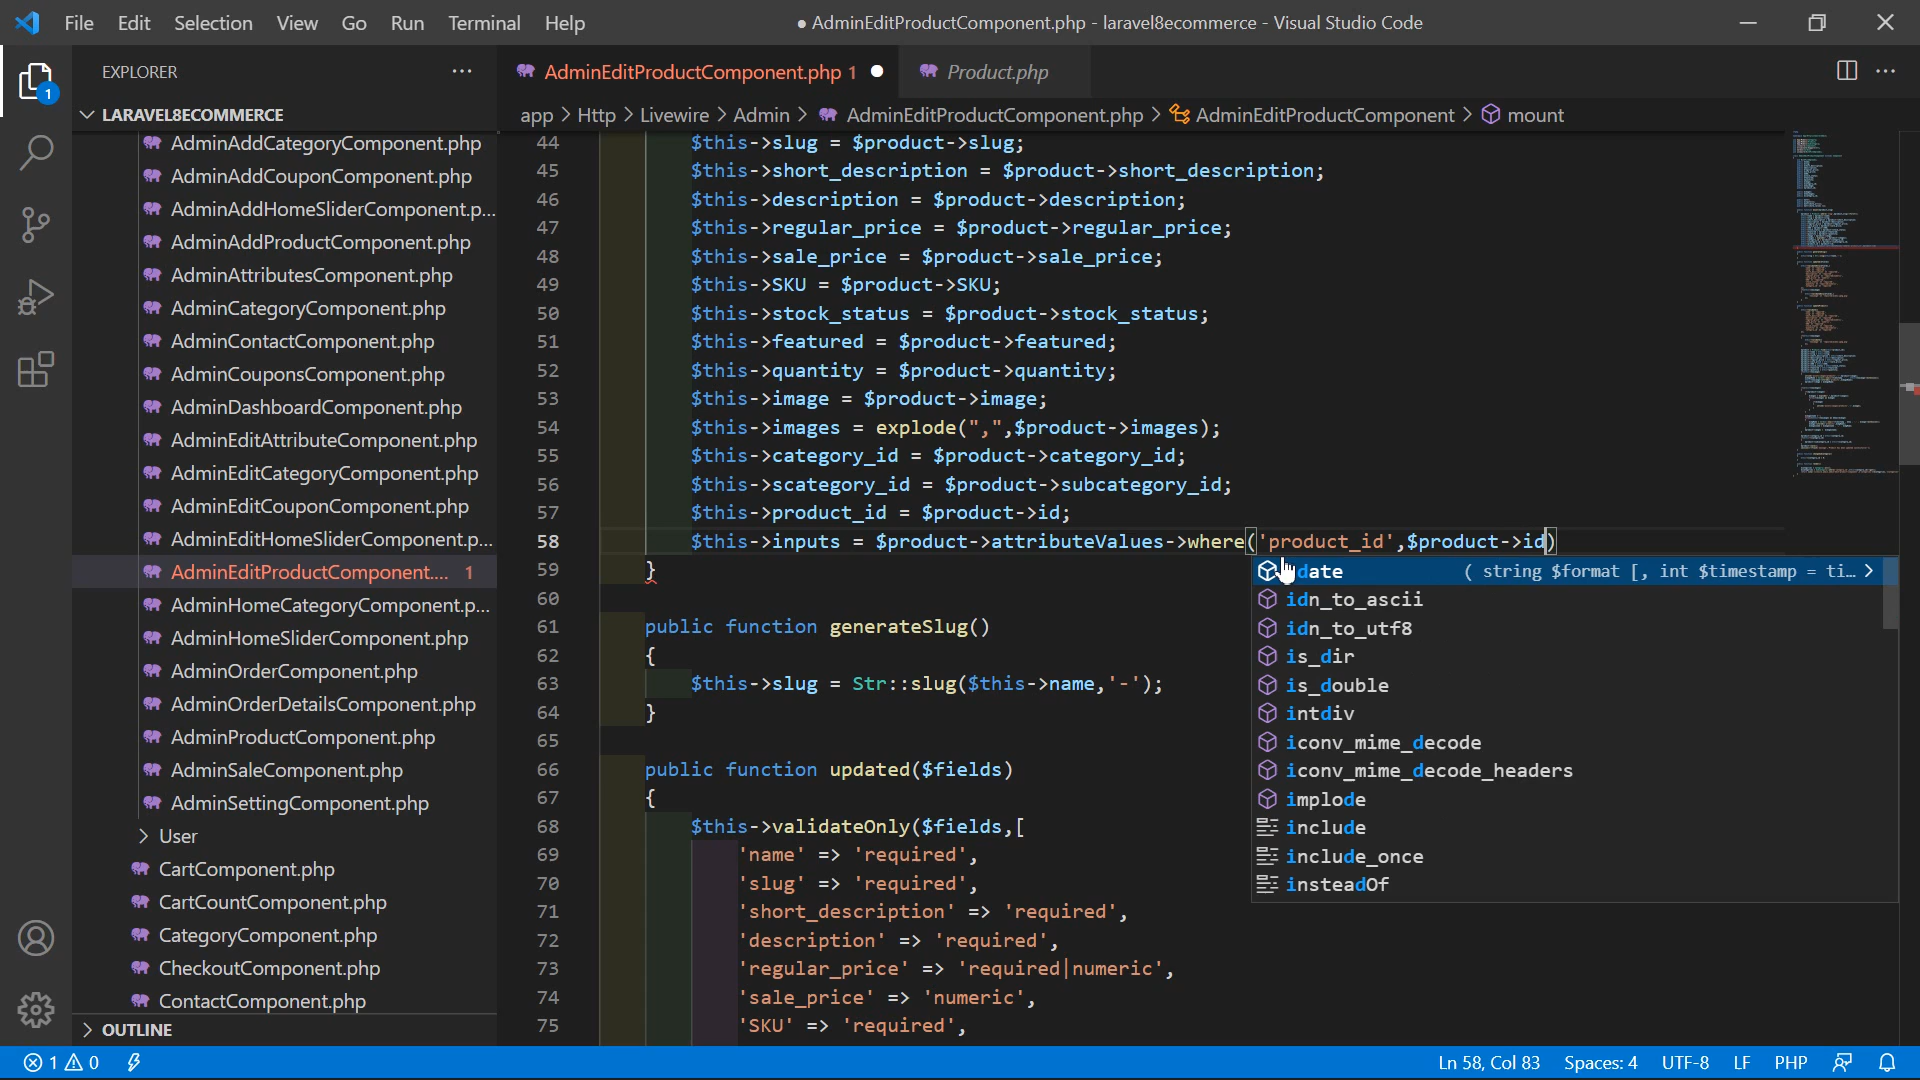 File Edit Selection View Go Run Terminal Help
● AdminEditProductComponent.php - laravel8ecommerce - Visual Studio Code
EXPLORER
LARAVEL8ECOMMERCE
AdminAddCategoryComponent.php
AdminAddCouponComponent.php
AdminAddHomeSliderComponent.p...
AdminAddProductComponent.php
AdminAttributesComponent.php
AdminCategoryComponent.php
AdminContactComponent.php
AdminCouponsComponent.php
AdminDashboardComponent.php
AdminEditAttributeComponent.php
AdminEditCategoryComponent.php
AdminEditCouponComponent.php
AdminEditHomeSliderComponent.p...
AdminEditProductComponent.... 1
AdminHomeCategoryComponent.p...
AdminHomeSliderComponent.php
AdminOrderComponent.php
AdminOrderDetailsComponent.php
AdminProductComponent.php
AdminSaleComponent.php
AdminSettingComponent.php
User
CartComponent.php
CartCountComponent.php
CategoryComponent.php
CheckoutComponent.php
ContactComponent.php
OUTLINE
1
AdminEditProductComponent.php 1 ● Product.php
app > Http > Livewire > Admin > AdminEditProductComponent.php > AdminEditProductComponent > mount
44 $this->slug = $product->slug;
45 $this->short_description = $product->short_description;
46 $this->description = $product->description;
47 $this->regular_price = $product->regular_price;
48 $this->sale_price = $product->sale_price;
49 $this->SKU = $product->SKU;
50 $this->stock_status = $product->stock_status;
51 $this->featured = $product->featured;
52 $this->quantity = $product->quantity;
53 $this->image = $product->image;
54 $this->images = explode(",",$product->images);
55 $this->category_id = $product->category_id;
56 $this->scategory_id = $product->subcategory_id;
57 $this->product_id = $product->id;
58 $this->inputs = $product->attributeValues->where('product_id',$product->id)
59 }
60
61 public function generateSlug()
62 {
63 $this->slug = Str::slug($this->name,'-');
64 }
65
66 public function updated($fields)
67 {
68 $this->validateOnly($fields,[
69 'name' => 'required',
70 'slug' => 'required',
71 'short_description' => 'required',
72 'description' => 'required',
73 'regular_price' => 'required|numeric',
74 'sale_price' => 'numeric',
75 'SKU' => 'required',
idate ( string $format [, int $timestamp = ti... >
idn_to_ascii
idn_to_utf8
is_dir
is_double
intdiv
iconv_mime_decode
iconv_mime_decode_headers
implode
include
include_once
insteadOf
1 0
Ln 58, Col 83 Spaces: 4 UTF-8 LF PHP